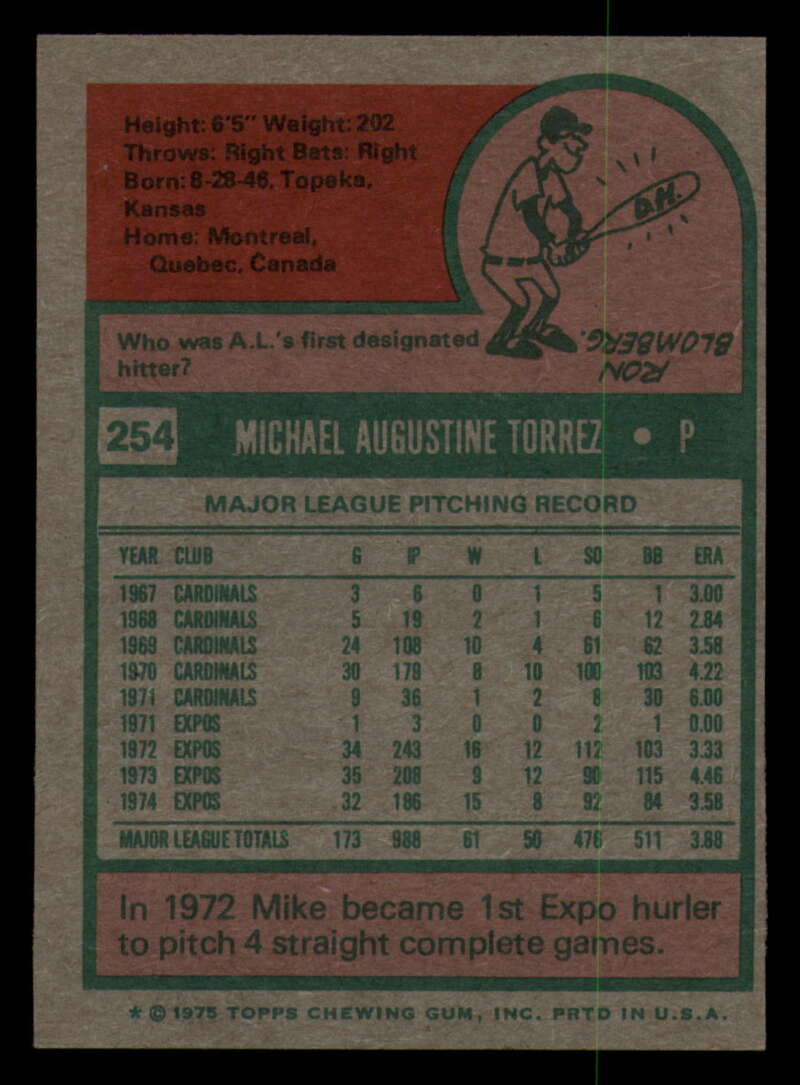 Height: 6'5" Weight: 202
Throws: Right Bats: Right
Born: 8-28-46, Topeka,
Kansas
Home: Montreal,
Quebec, Canada
D.H.
Who was A.L.'s first designated
hitter?
RON
BLOMBERG.
254 MICHAEL AUGUSTINE TORREZ • P
MAJOR LEAGUE PITCHING RECORD
YEAR CLUB G IP W L SO BB ERA
1967 CARDINALS 3 6 0 1 5 1 3.00
1968 CARDINALS 5 19 2 1 6 12 2.84
1969 CARDINALS 24 108 10 4 61 62 3.58
1970 CARDINALS 30 179 8 10 100 103 4.22
1971 CARDINALS 9 36 1 2 8 30 6.00
1971 EXPOS 1 3 0 0 2 1 0.00
1972 EXPOS 34 243 16 12 112 103 3.33
1973 EXPOS 35 208 9 12 90 115 4.46
1974 EXPOS 32 186 15 8 92 84 3.58
MAJOR LEAGUE TOTALS 173 988 61 50 476 511 3.88
In 1972 Mike became 1st Expo hurler
to pitch 4 straight complete games.
* © 1975 TOPPS CHEWING GUM, INC. PRTD IN U.S.A.